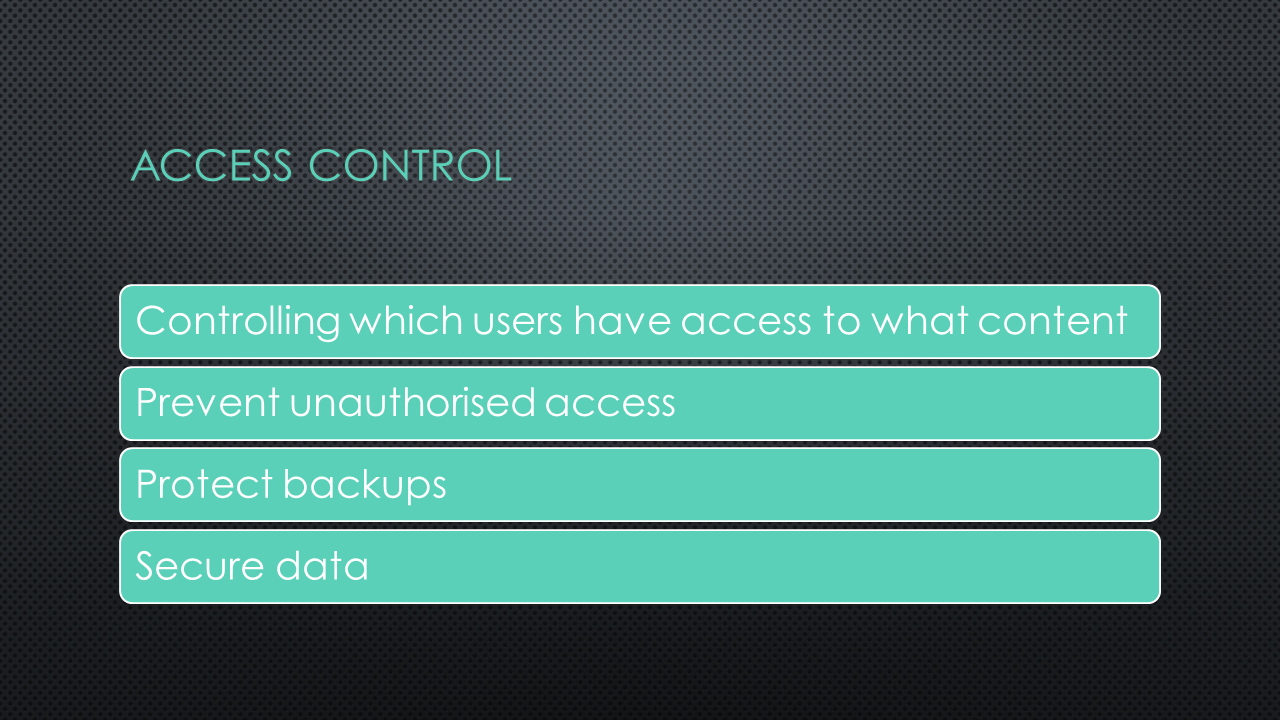 ACCESS CONTROL
Controlling which users have access to what content
Prevent unauthorised access
Protect backups
Secure data